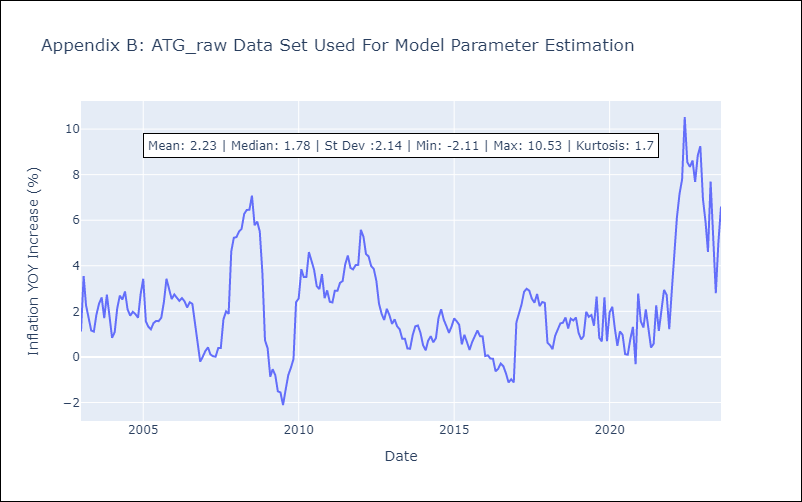 Appendix B: ATG_raw Data Set Used For Model Parameter Estimation
Mean: 2.23 | Median: 1.78 | St Dev :2.14 | Min: -2.11 | Max: 10.53 | Kurtosis: 1.7
Inflation YOY Increase (%)
10
8
6
4
2
0
−2
2005
2010
2015
2020
Date